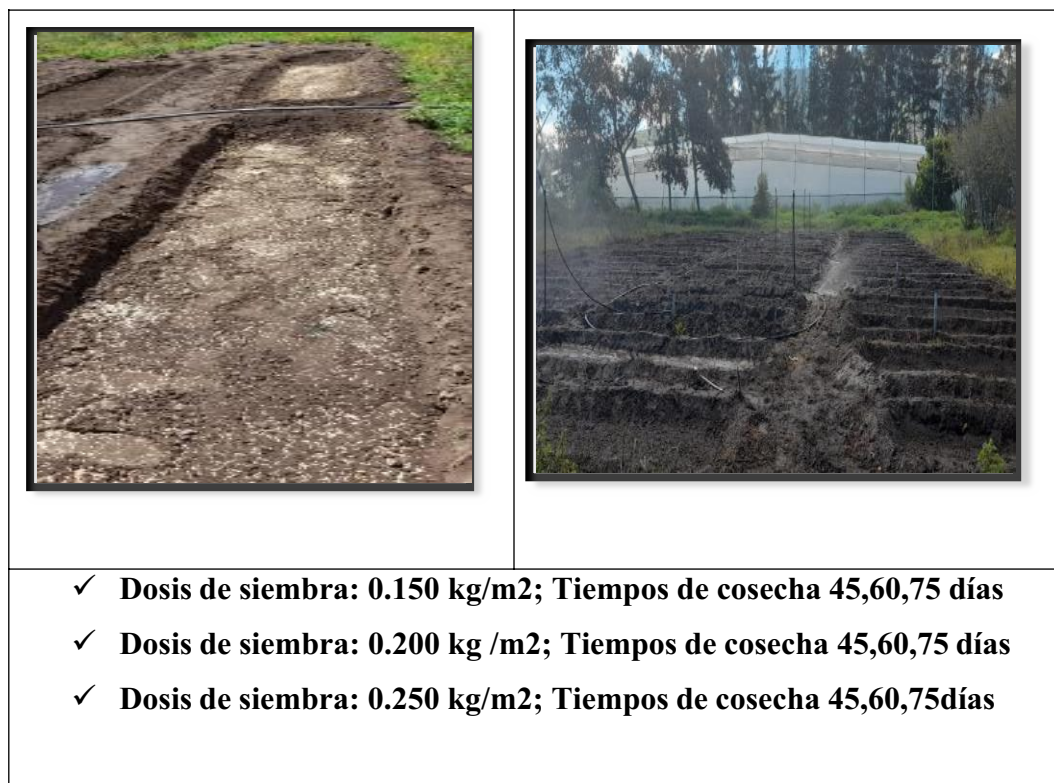 ✓ Dosis de siembra: 0.150 kg/m2; Tiempos de cosecha 45,60,75 días
✓ Dosis de siembra: 0.200 kg /m2; Tiempos de cosecha 45,60,75 días
✓ Dosis de siembra: 0.250 kg/m2; Tiempos de cosecha 45,60,75días